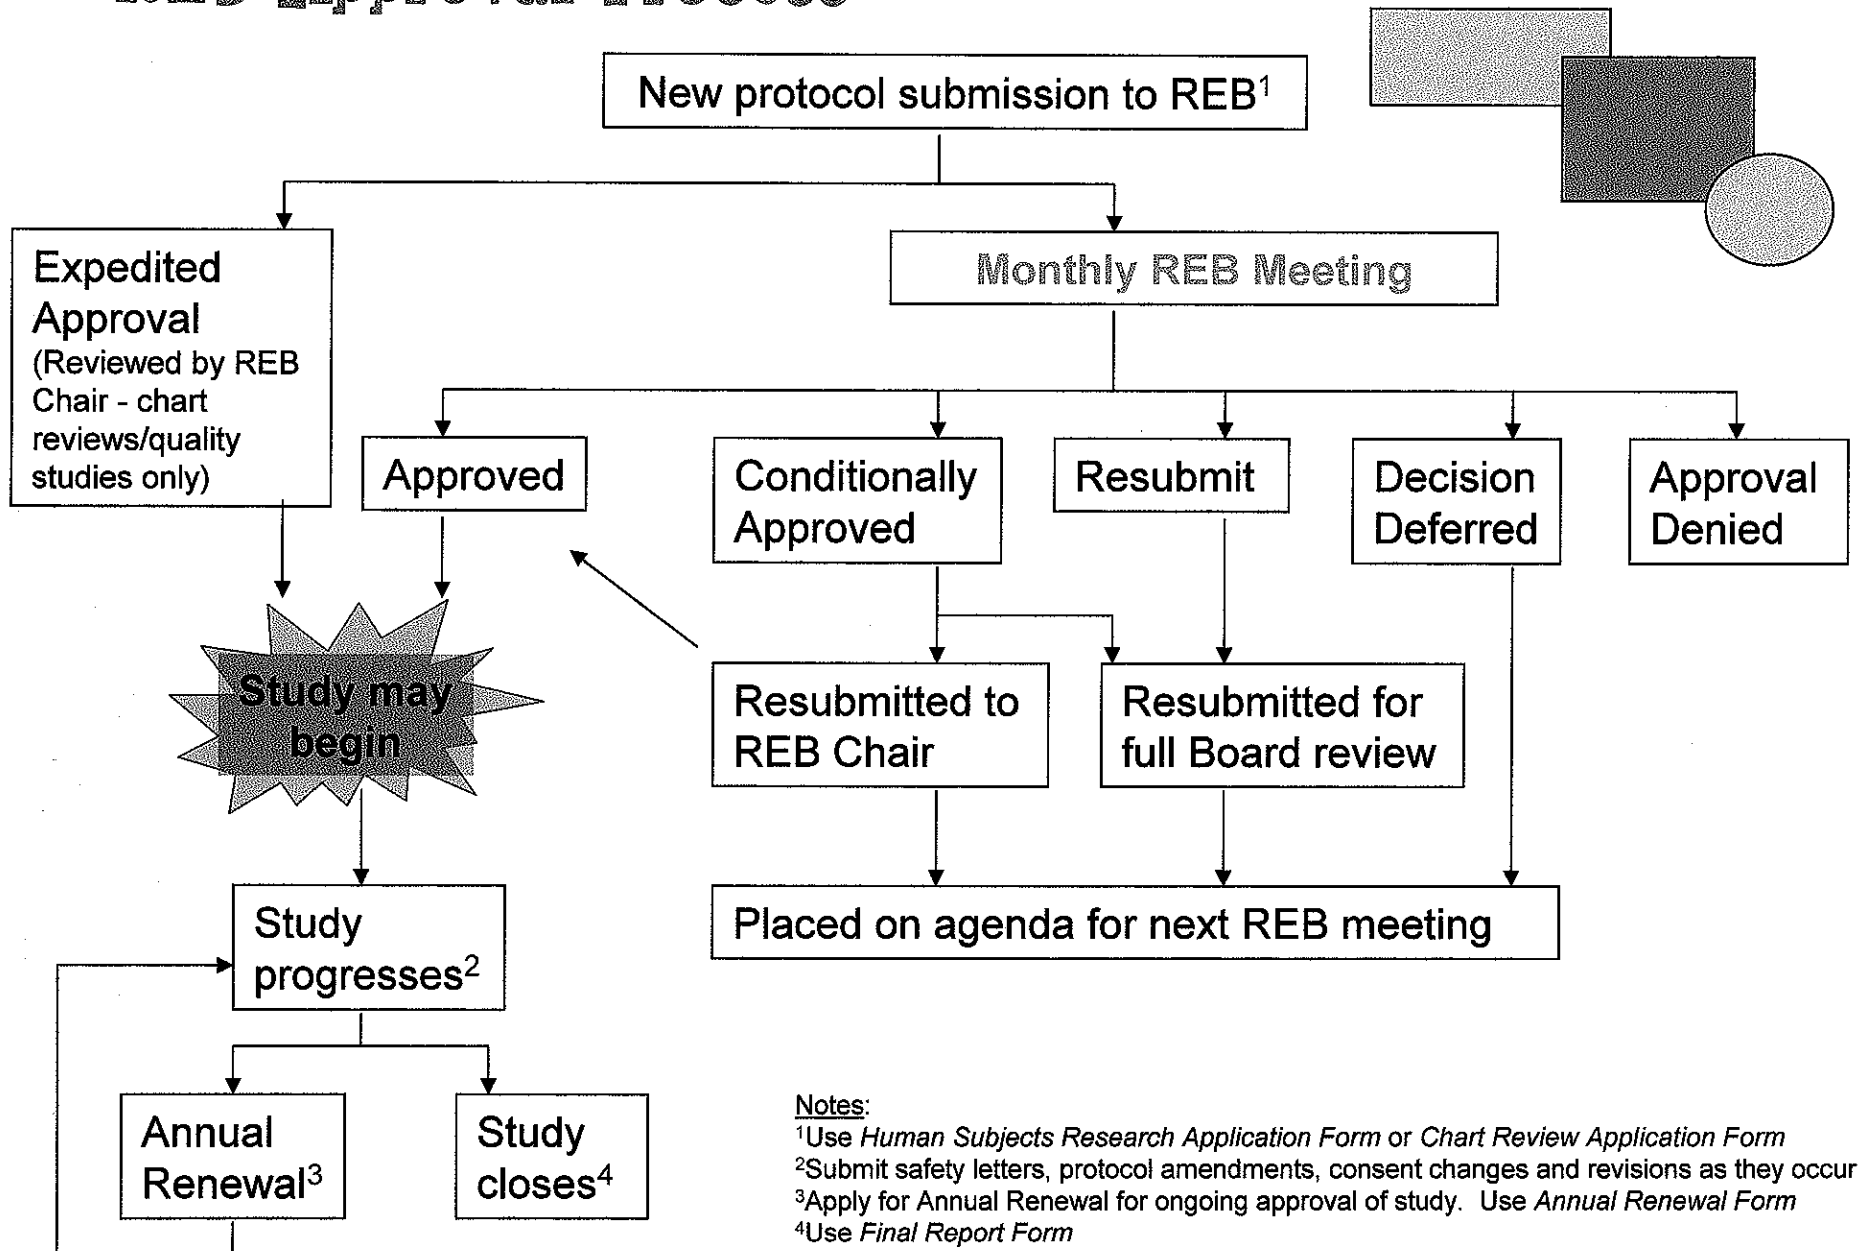 REB Approval Process
New protocol submission to REB¹
Expedited
Approval
(Reviewed by REB
Chair - chart
reviews/quality
studies only)
Monthly REB Meeting
Approved
Conditionally
Approved
Resubmit
Decision
Deferred
Approval
Denied
Study may
begin
Resubmitted to
REB Chair
Resubmitted for
full Board review
Study
progresses²
Placed on agenda for next REB meeting
Annual
Renewal³
Study
closes⁴
Notes:
¹Use Human Subjects Research Application Form or Chart Review Application Form
²Submit safety letters, protocol amendments, consent changes and revisions as they occur
³Apply for Annual Renewal for ongoing approval of study. Use Annual Renewal Form
⁴Use Final Report Form